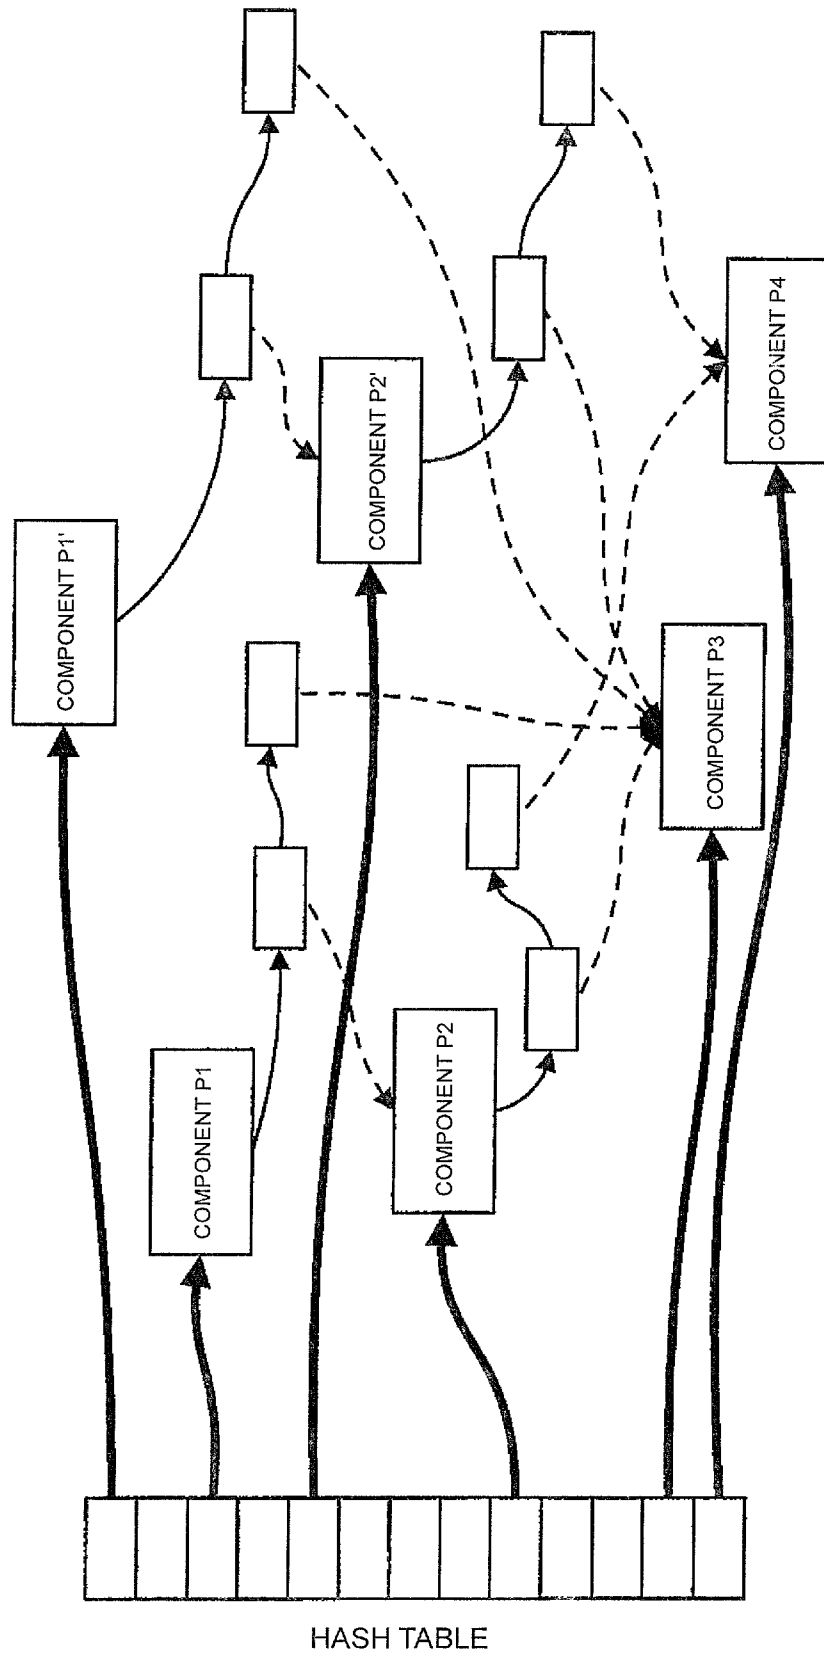 COMPONENT P1'
COMPONENT P1
COMPONENT P2'
COMPONENT P2
COMPONENT P3
COMPONENT P4
HASH TABLE